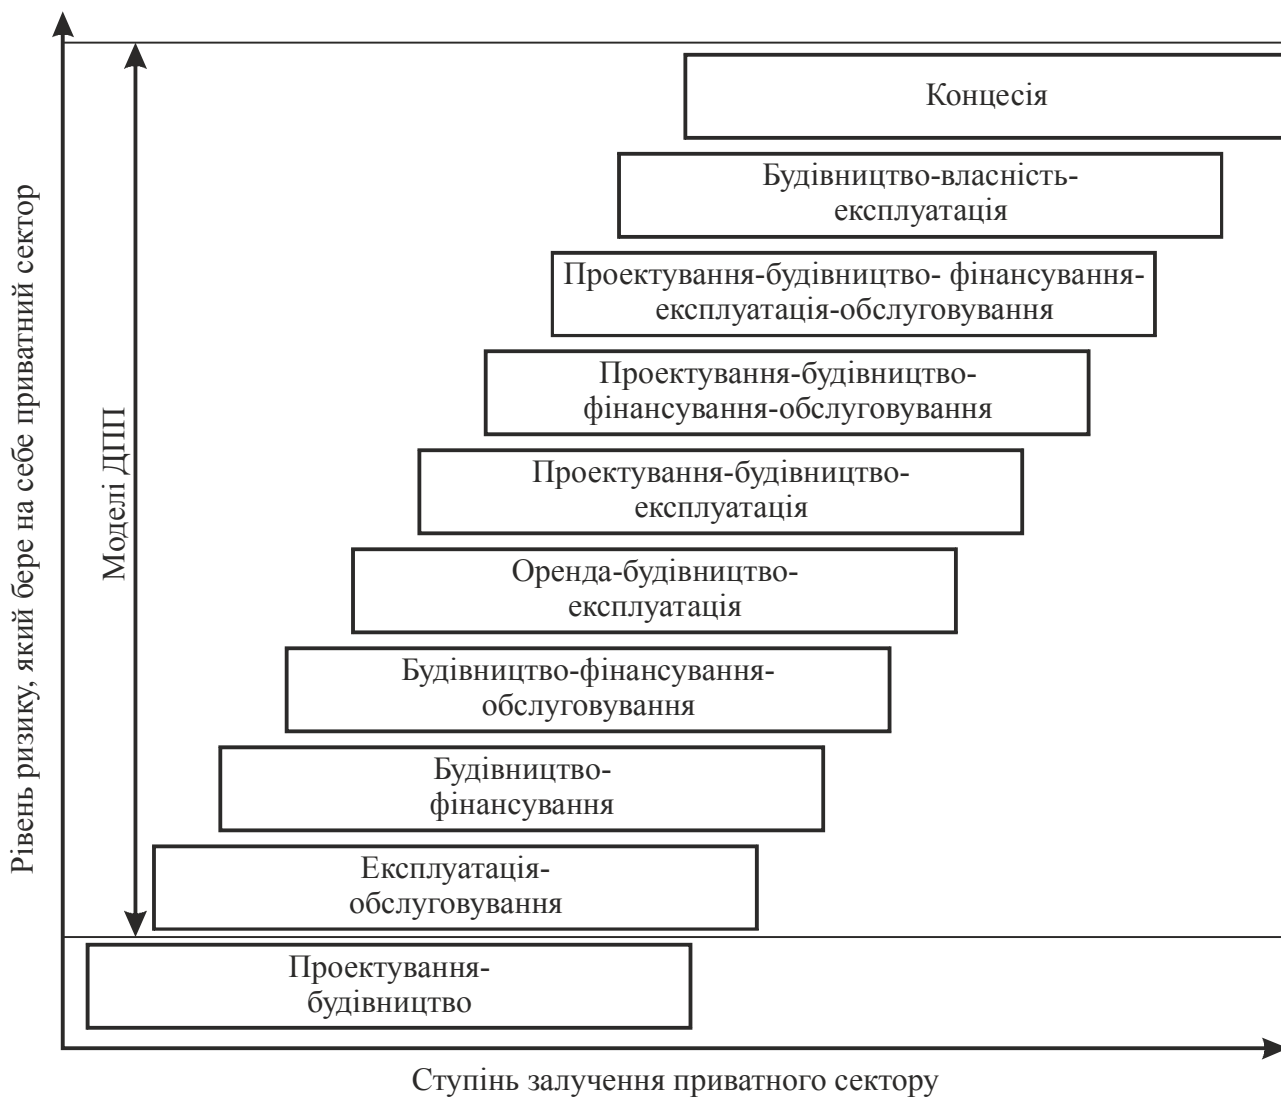 Рівень ризику, який бере на себе приватний сектор
Моделі ДПП
Концесія
Будівництво-власність-
експлуатація
Проектування-будівництво- фінансування-
експлуатація-обслуговування
Проектування-будівництво-
фінансування-обслуговування
Проектування-будівництво-
експлуатація
Оренда-будівництво-
експлуатація
Будівництво-фінансування-
обслуговування
Будівництво-
фінансування
Експлуатація-
обслуговування
Проектування-
будівництво
Ступінь залучення приватного сектору